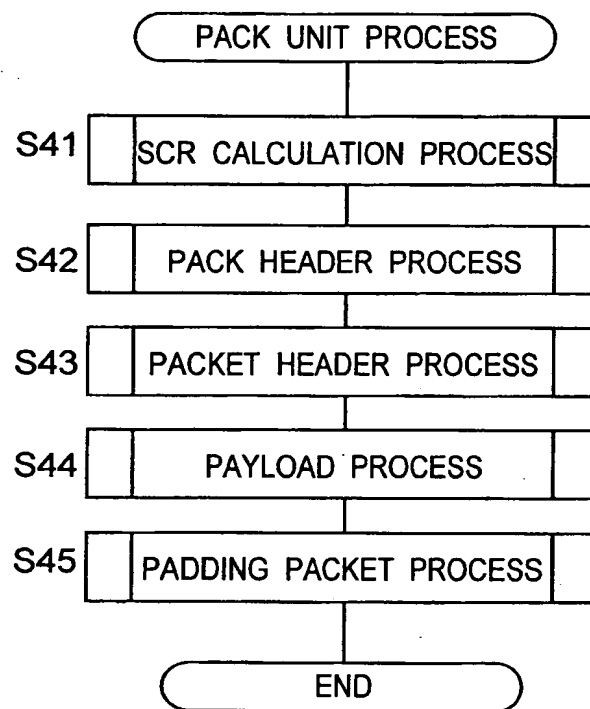 PACK UNIT PROCESS
S41 SCR CALCULATION PROCESS
S42 PACK HEADER PROCESS
S43 PACKET HEADER PROCESS
S44 PAYLOAD PROCESS
S45 PADDING PACKET PROCESS
END